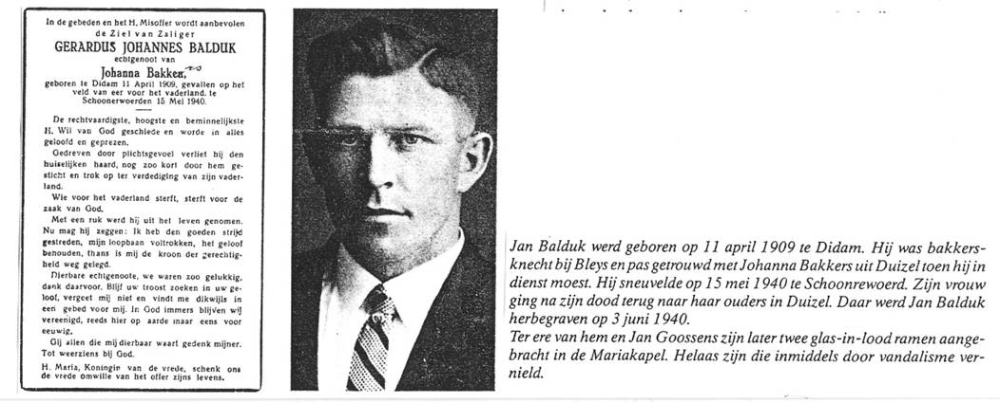 In de gebeden en het H. Misoffer wordt aanbevolen
de Ziel van Zaliger
GERARDUS JOHANNES BALDUK
echtgenoot van
Johanna Bakker,
geboren te Didam 11 April 1909, gevallen op het
veld van eer voor het vaderland, te
Schoonerwoerden 15 Mei 1940.
De rechtvaardigste, hoogste en beminnelijkste
H. Wil van God geschiede en worde in alles
geloofd en geprezen.
Gedreven door plichtsgevoel verliet hij den
huiselijken haard, nog zoo kort door hem ge-
sticht en trok op ter verdediging van zijn vader-
land.
Wie voor het vaderland sterft, sterft voor de
zaak van God.
Met een ruk werd hij uit het leven genomen.
Nu mag hij zeggen: Ik heb den goeden strijd
gestreden, mijn loopbaan voltrokken, het geloof
behouden, thans is mij de kroon der gerechtig-
heid weg gelegd.
Dierbare echtgenoote, we waren zoo gelukkig,
dank daarvoor. Blijf uw troost zoeken in uw ge-
loof, vergeet mij niet en vindt me dikwijls in
een gebed voor mij. In God immers blijven wij
vereenigd, reeds hier op aarde maar eens voor
eeuwig.
Gij allen die mij dierbaar waart gedenk mijner.
Tot weerziens bij God.
H. Maria, Koningin van de vrede, schenk ons
de vrede omwille van het offer zijns levens.
Jan Balduk werd geboren op 11 april 1909 te Didam. Hij was bakkers-
knecht bij Bleys en pas getrouwd met Johanna Bakkers uit Duizel toen hij in
dienst moest. Hij sneuvelde op 15 mei 1940 te Schoonrewoerd. Zijn vrouw
ging na zijn dood terug naar haar ouders in Duizel. Daar werd Jan Balduk
herbegraven op 3 juni 1940.
Ter ere van hem en Jan Goossens zijn later twee glas-in-lood ramen aange-
bracht in de Mariakapel. Helaas zijn die inmiddels door vandalisme ver-
nield.